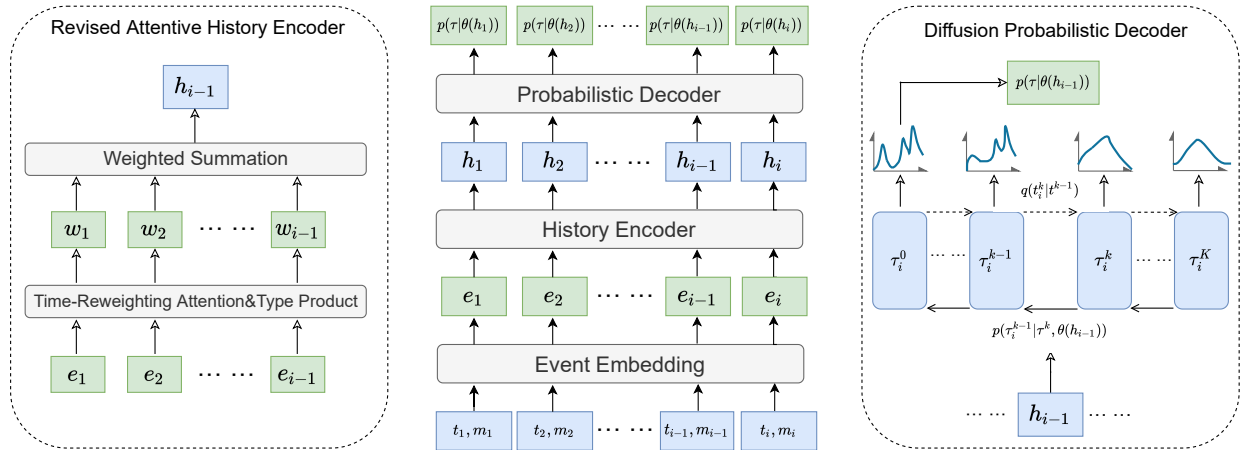 Revised Attentive History Encoder
h_{i-1}
Weighted Summation
w_1 w_2 ⋯ ⋯ w_{i-1}
Time-Reweighting Attention&Type Product
e_1 e_2 ⋯ ⋯ e_{i-1}
p(τ|θ(h_1)) p(τ|θ(h_2)) ⋯ ⋯ p(τ|θ(h_{i-1})) p(τ|θ(h_i))
Probabilistic Decoder
h_1 h_2 ⋯ ⋯ h_{i-1} h_i
History Encoder
e_1 e_2 ⋯ ⋯ e_{i-1} e_i
Event Embedding
t_1, m_1 t_2, m_2 ⋯ ⋯ t_{i-1}, m_{i-1} t_i, m_i
Diffusion Probabilistic Decoder
p(τ|θ(h_{i-1}))
q(t_i^k|t^{k-1})
τ_i^0 ⋯ ⋯ τ_i^{k-1} τ_i^k ⋯ ⋯ τ_i^K
p(τ_i^{k-1}|τ^k, θ(h_{i-1}))
⋯ ⋯ h_{i-1} ⋯ ⋯